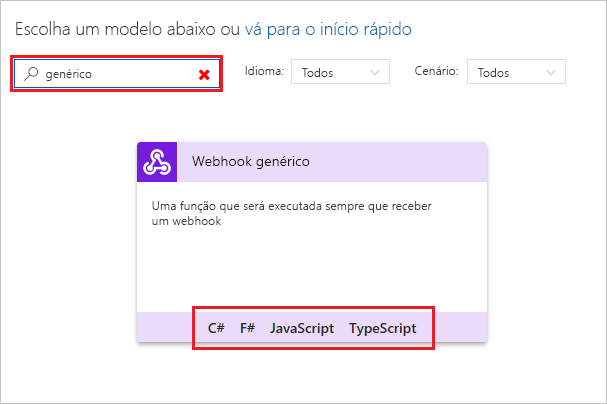 Escolha um modelo abaixo ou vá para o início rápido
genérico
Idioma: Todos
Cenário: Todos
Webhook genérico
Uma função que será executada sempre que receber
um webhook
C# F# JavaScript TypeScript